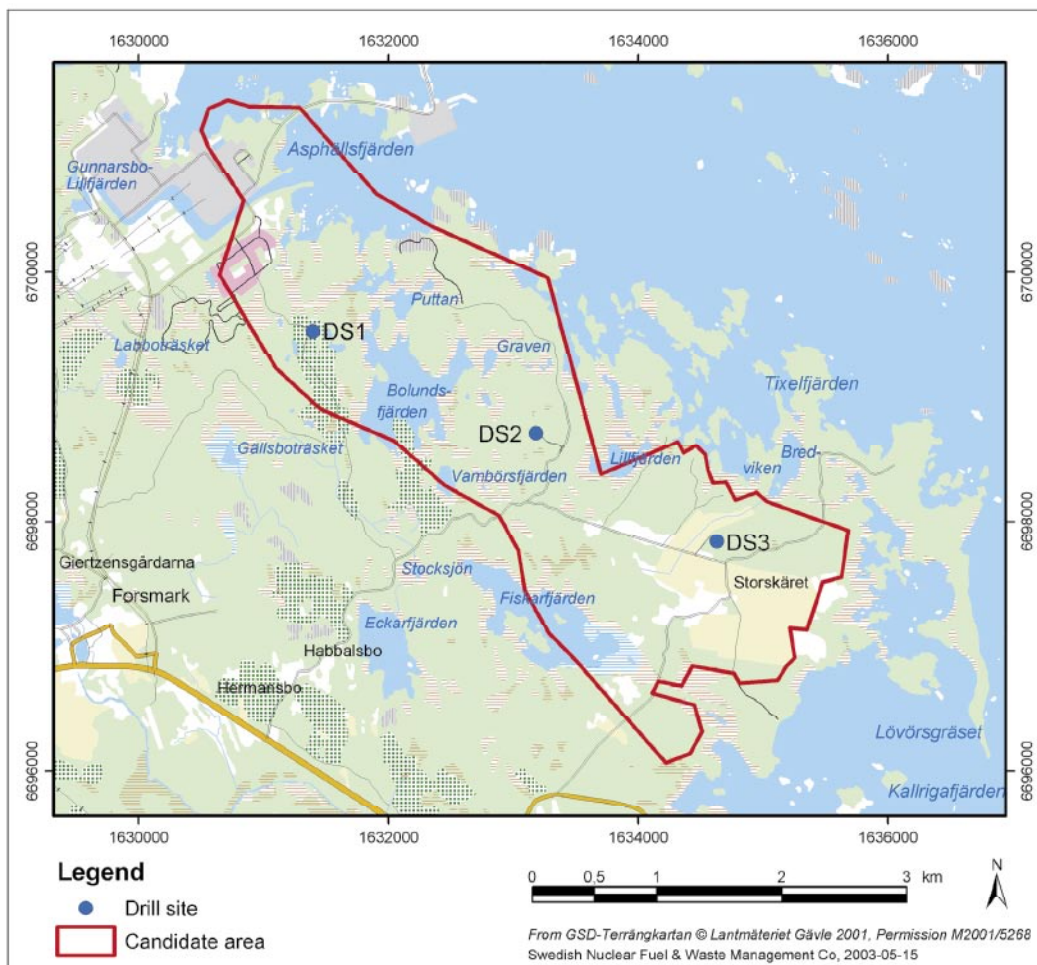 1630000
1632000
1634000
1636000
Asphällsfjärden
Gunnarsbo-
Lillfjärden
6700000
6700000
Puttan
DS1
Labboträsket
Graven
Tixelfjärden
Bolunds-
fjärden
DS2
Gällsboträsket
Lillfjärden
Bred-
viken
Vambörsfjärden
6698000
6698000
DS3
Giertzensgårdarna
Stocksjön
Storskäret
Forsmark
Fiskarfjärden
Eckarfjärden
Habbalsbo
Hermansbo
Lövörsgräset
6696000
6696000
Kallrigafjärden
1630000
1632000
1634000
1636000
Legend
Drill site
Candidate area
0
0,5
1
2
3
km
N
From GSD-Terrängkartan © Lantmäteriet Gävle 2001, Permission M2001/5268
Swedish Nuclear Fuel & Waste Management Co, 2003-05-15